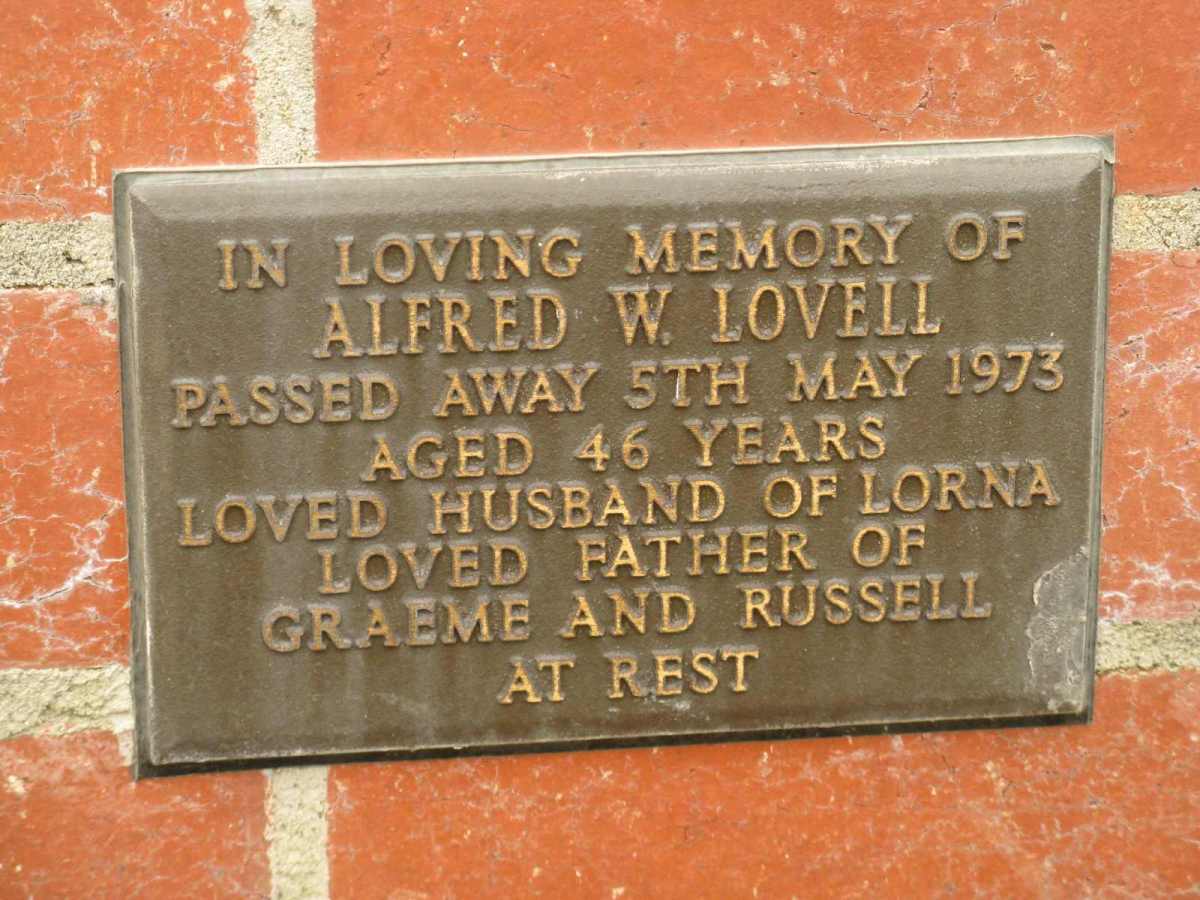 IN LOVING MEMORY OF
ALFRED W. LOVELL
PASSED AWAY 5TH MAY 1973
AGED 46 YEARS
LOVED HUSBAND OF LORNA
LOVED FATHER OF
GRAEME AND RUSSELL
AT REST